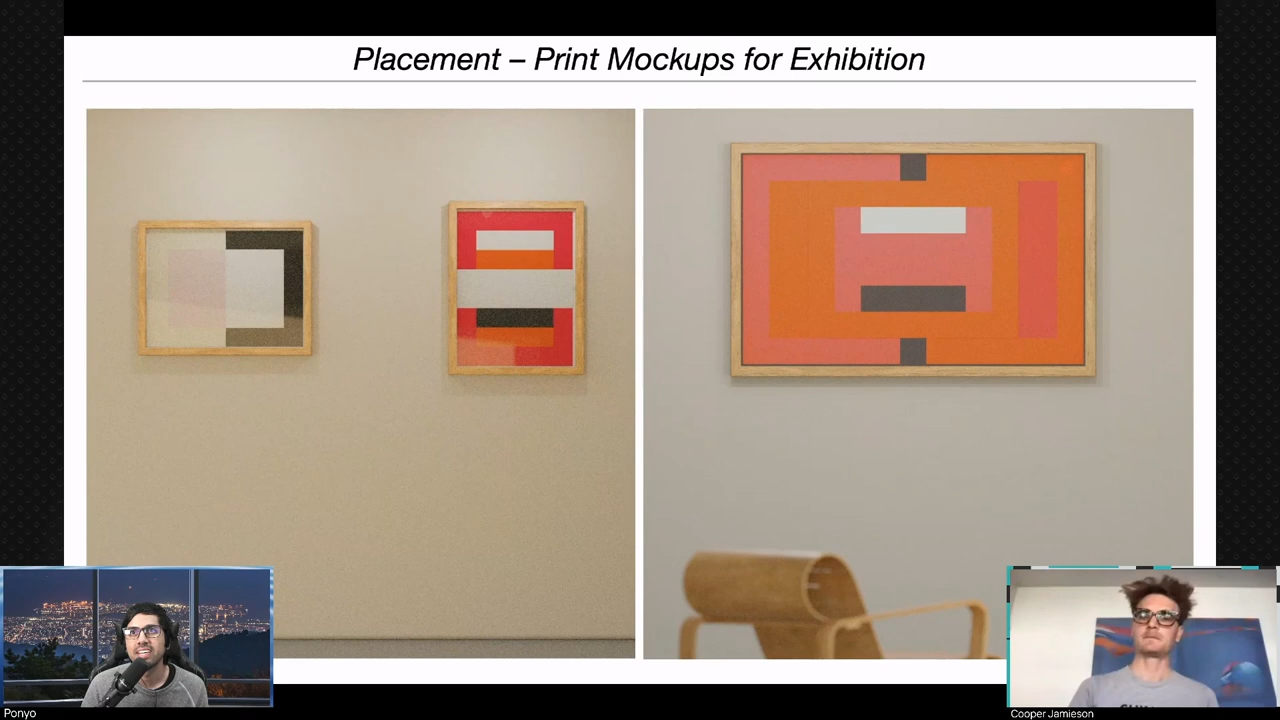 Placement – Print Mockups for Exhibition
Ponyo
Cooper Jamieson